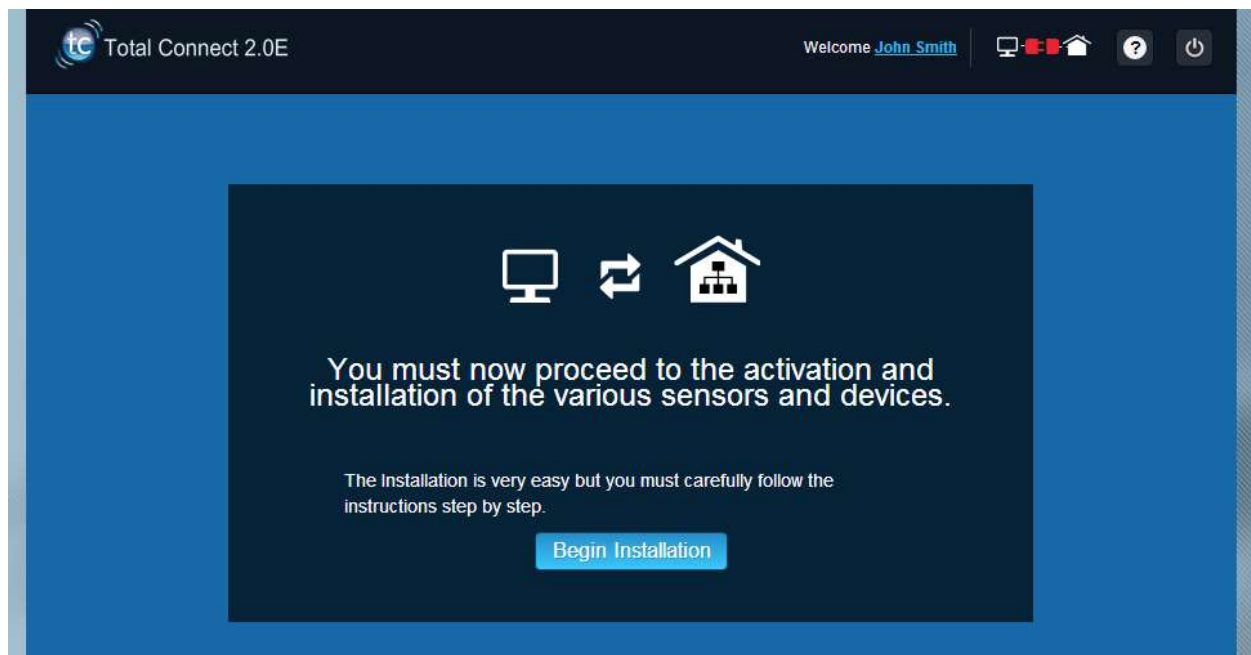 tc Total Connect 2.0E
Welcome John Smith
?
You must now proceed to the activation and
installation of the various sensors and devices.
The Installation is very easy but you must carefully follow the
instructions step by step.
Begin Installation